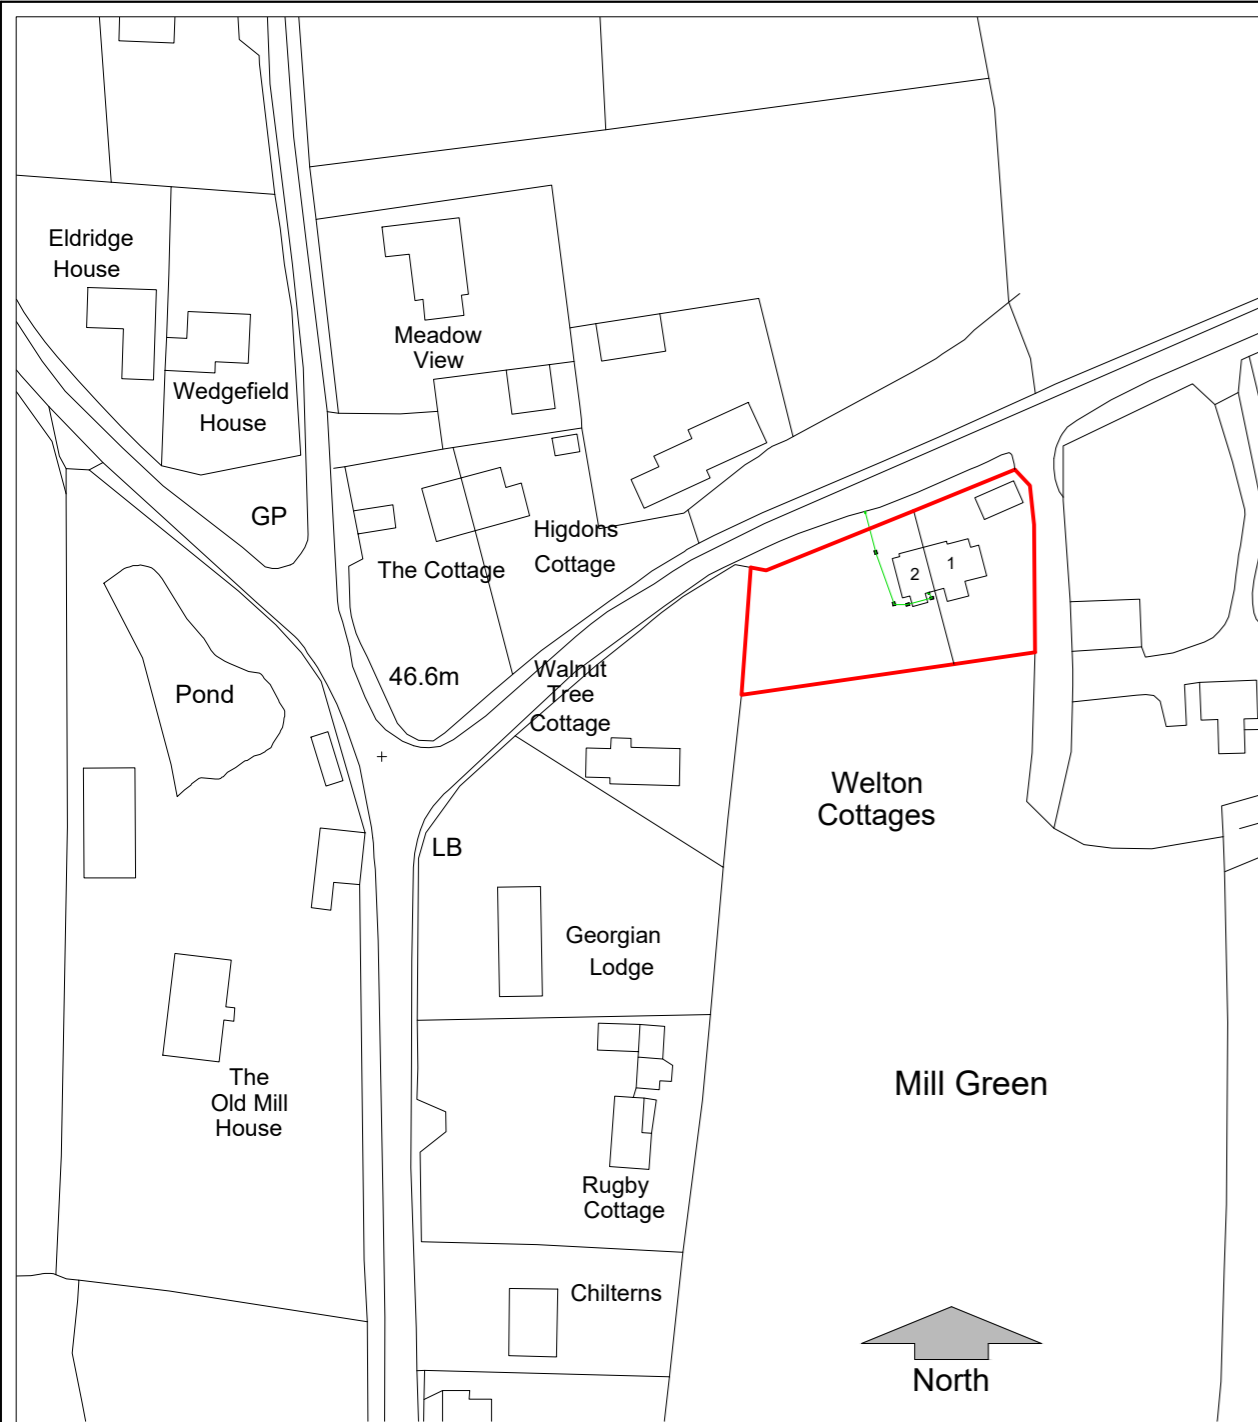 Eldridge
House
Meadow
View
Wedgefield
House
GP
Higdons
Cottage
The Cottage
1
2
46.6m
Walnut
Tree
Cottage
Pond
Welton
Cottages
LB
Georgian
Lodge
Mill Green
The
Old Mill
House
Rugby
Cottage
Chilterns
North